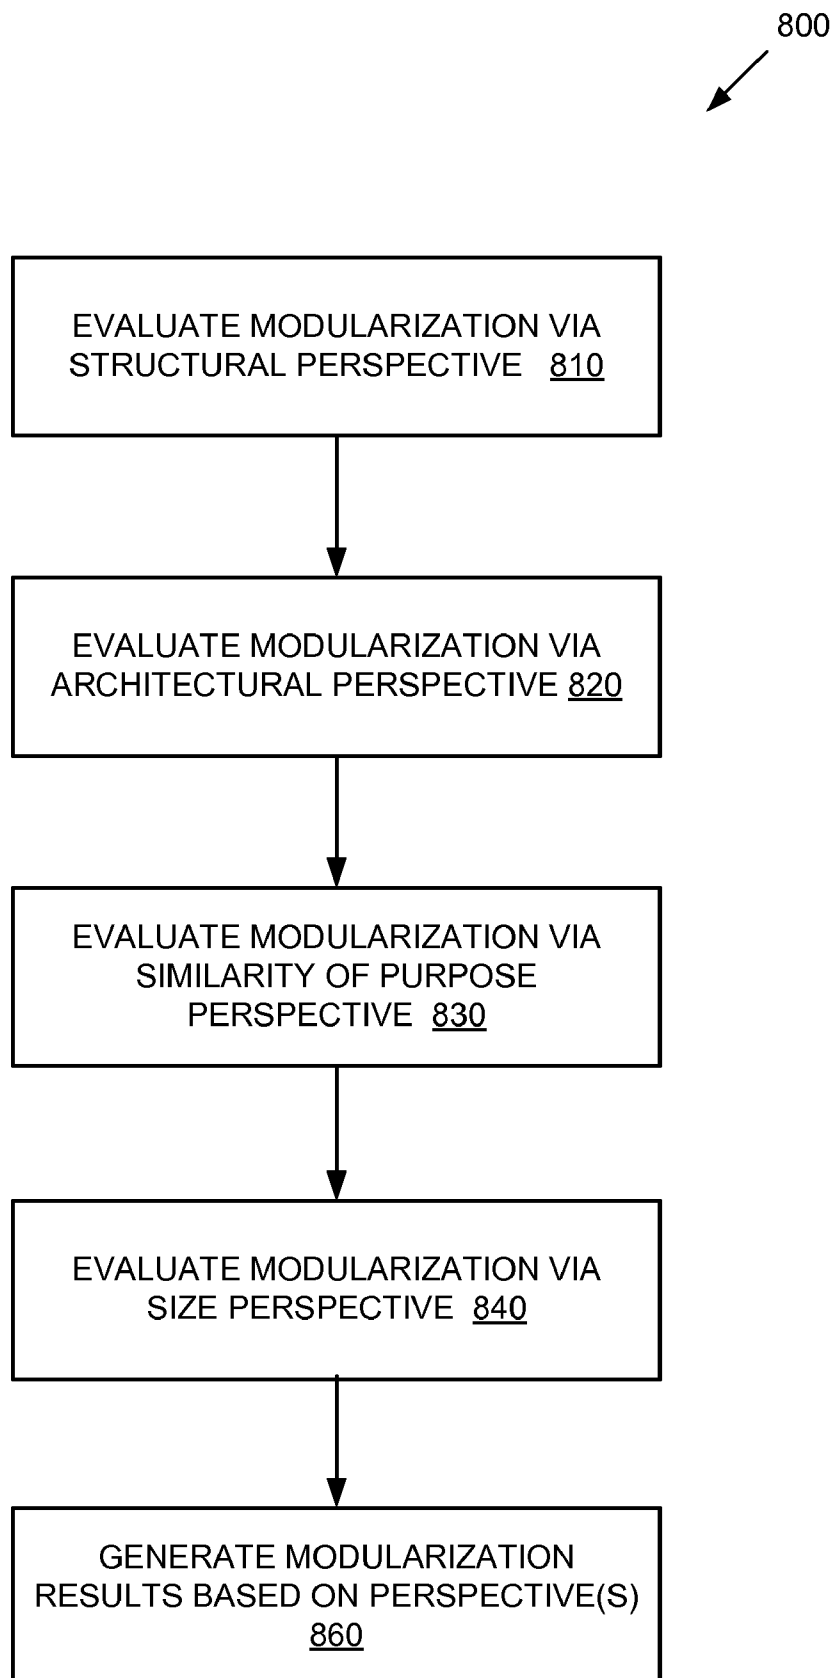 800
EVALUATE MODULARIZATION VIA
STRUCTURAL PERSPECTIVE 810
EVALUATE MODULARIZATION VIA
ARCHITECTURAL PERSPECTIVE 820
EVALUATE MODULARIZATION VIA
SIMILARITY OF PURPOSE
PERSPECTIVE 830
EVALUATE MODULARIZATION VIA
SIZE PERSPECTIVE 840
GENERATE MODULARIZATION
RESULTS BASED ON PERSPECTIVE(S)
860